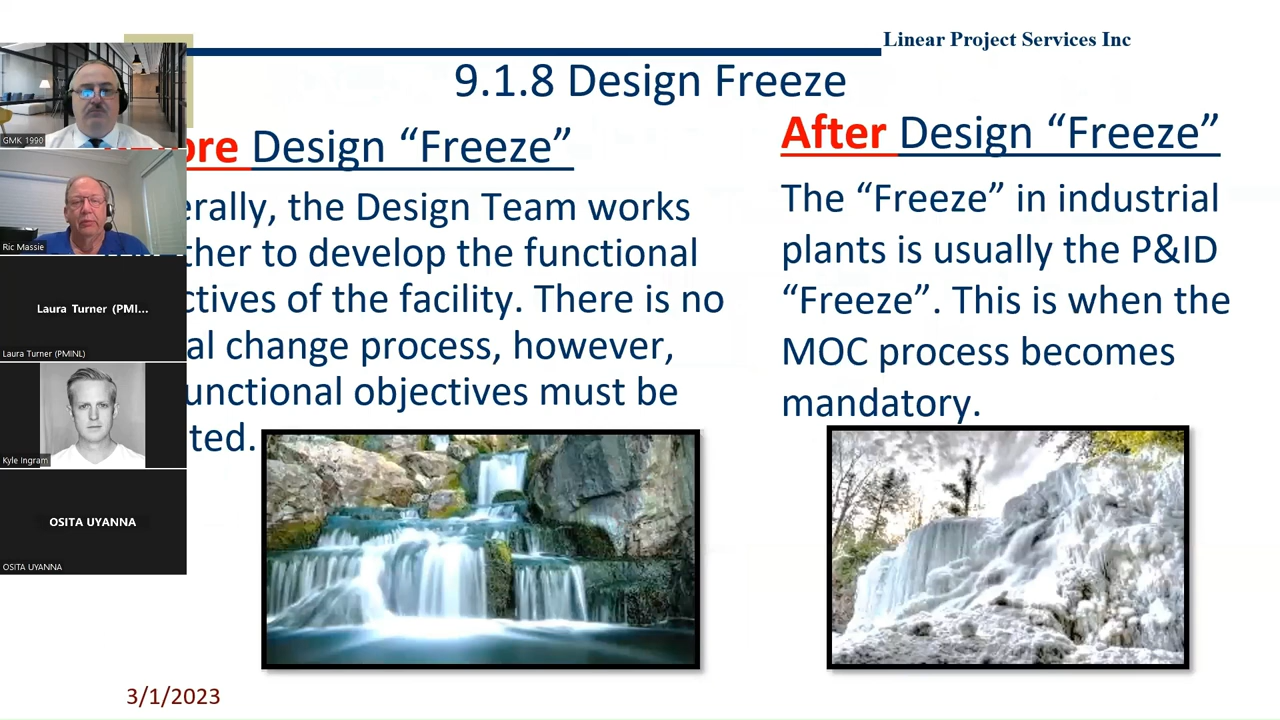 Linear Project Services Inc
9.1.8 Design Freeze
ore Design “Freeze”
erally, the Design Team works
ther to develop the functional
ctives of the facility. There is no
al change process, however,
unctional objectives must be
ted.
After Design “Freeze”
The “Freeze” in industrial
plants is usually the P&ID
“Freeze”. This is when the
MOC process becomes
mandatory.
3/1/2023
GMK 1990
Ric Massie
Laura Turner (PMI...
Laura Turner (PMINL)
Kyle Ingram
OSITA UYANNA
OSITA UYANNA